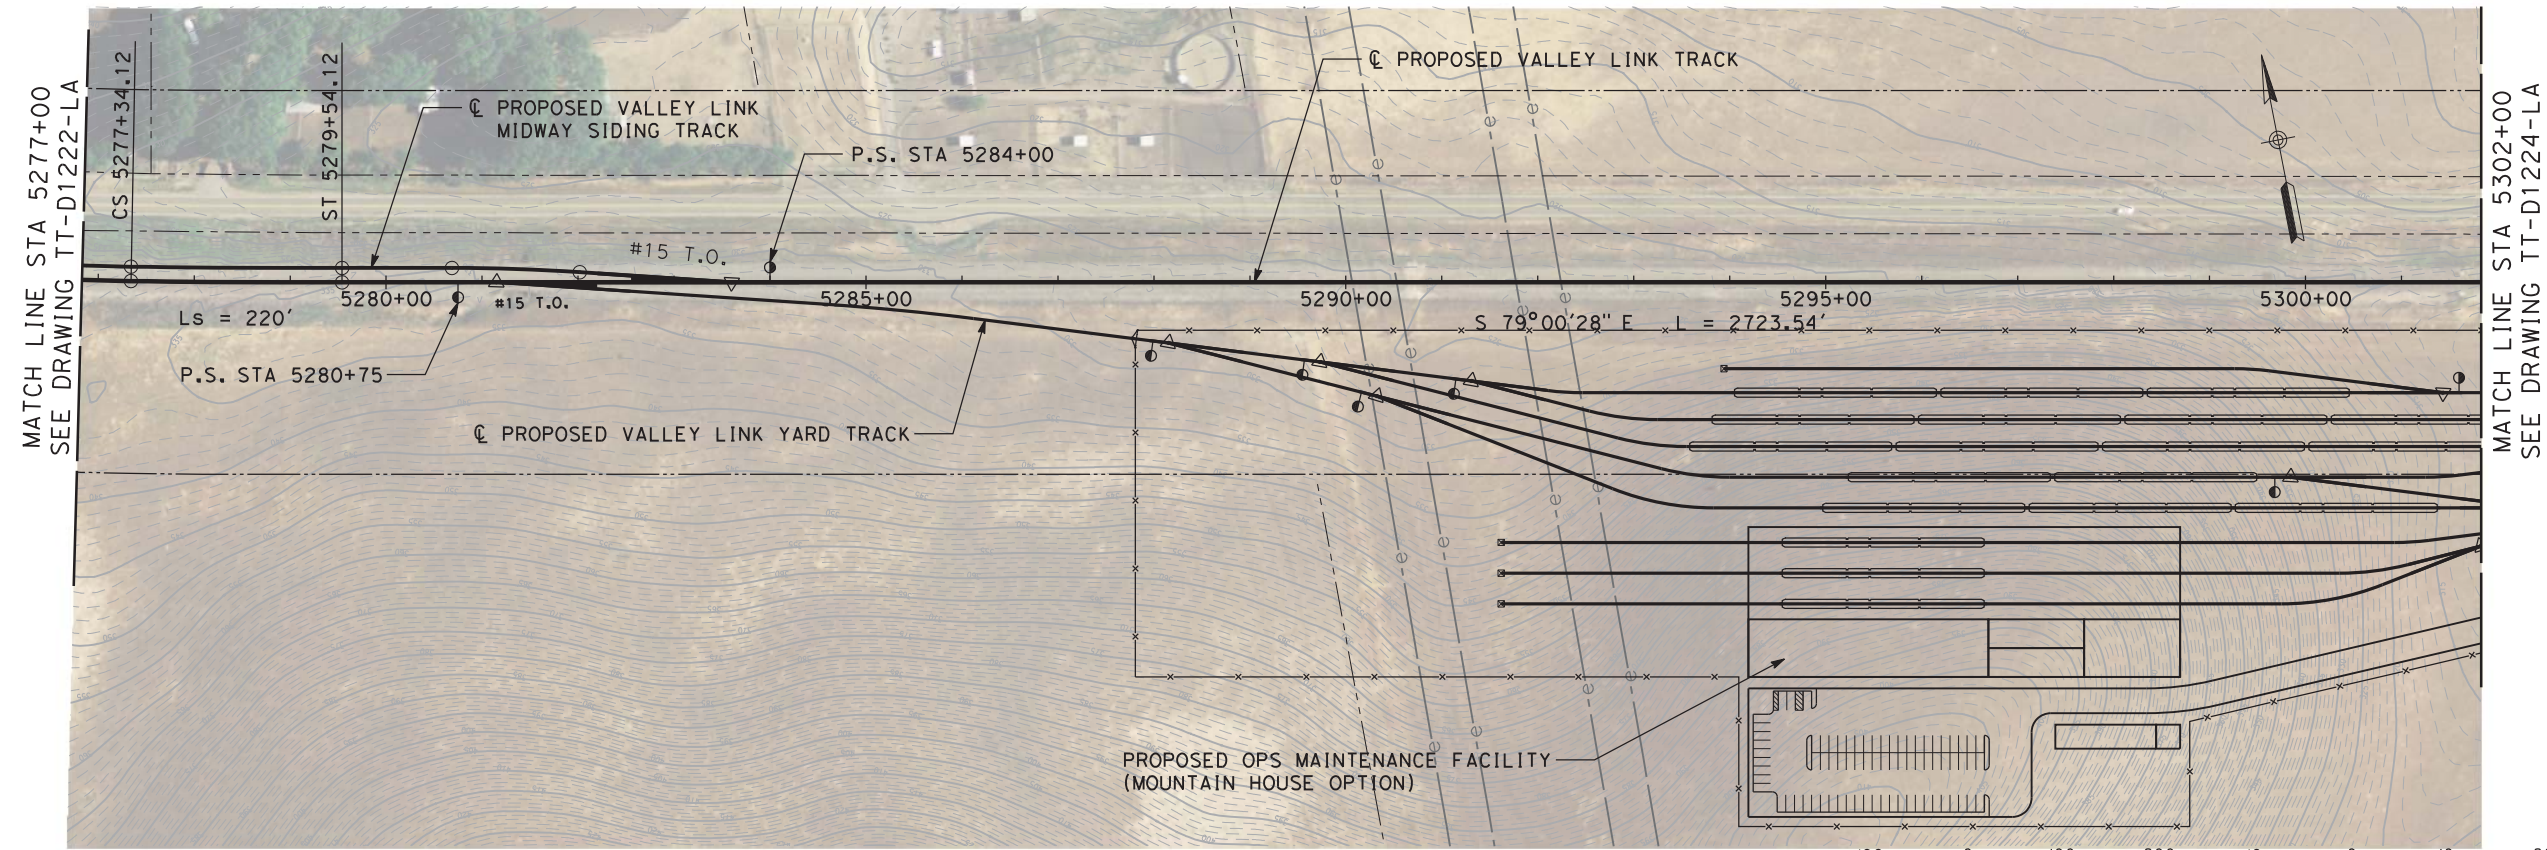 MATCH LINE STA 5277+00
SEE DRAWING TT-D1222-LA
CS 5277+34.12
ST 5279+54.12
℄ PROPOSED VALLEY LINK
MIDWAY SIDING TRACK
℄ PROPOSED VALLEY LINK TRACK
P.S. STA 5284+00
#15 T.O.
5280+00
#15 T.O.
5285+00
5290+00
5295+00
5300+00
Ls = 220'
S 79°00'28" E L = 2723.54'
P.S. STA 5280+75
℄ PROPOSED VALLEY LINK YARD TRACK
PROPOSED OPS MAINTENANCE FACILITY
(MOUNTAIN HOUSE OPTION)
MATCH LINE STA 5302+00
SEE DRAWING TT-D1224-LA